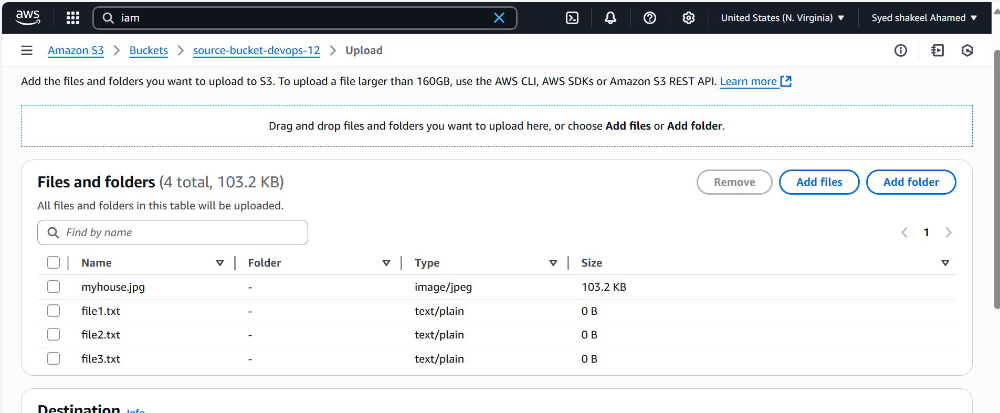 aws
iam
United States (N. Virginia)
Syed shakeel Ahamed
Amazon S3 > Buckets > source-bucket-devops-12 > Upload
Add the files and folders you want to upload to S3. To upload a file larger than 160GB, use the AWS CLI, AWS SDKs or Amazon S3 REST API. Learn more
Drag and drop files and folders you want to upload here, or choose Add files or Add folder.
Files and folders (4 total, 103.2 KB)
Remove
Add files
Add folder
All files and folders in this table will be uploaded.
Find by name
1
Name Folder Type Size
myhouse.jpg - image/jpeg 103.2 KB
file1.txt - text/plain 0 B
file2.txt - text/plain 0 B
file3.txt - text/plain 0 B
Destination Info